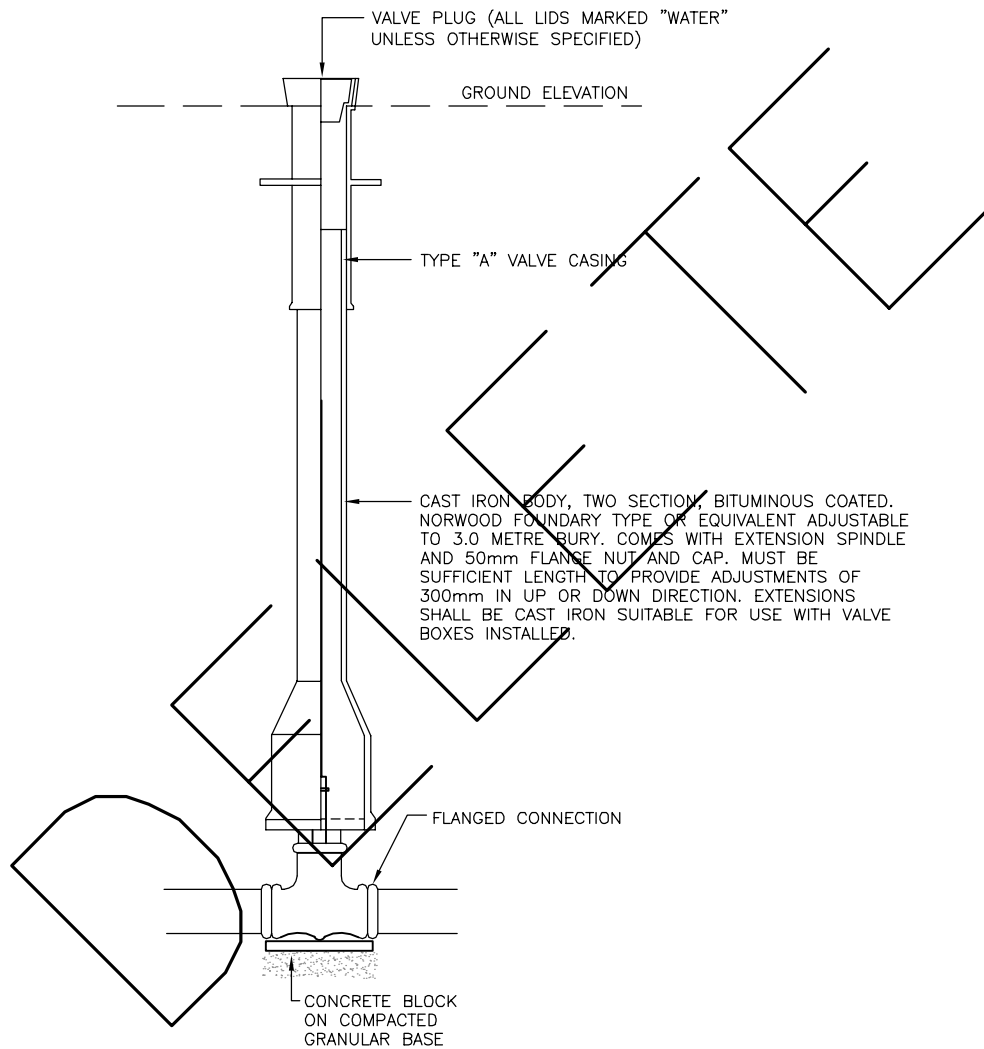 VALVE PLUG (ALL LIDS MARKED "WATER"
UNLESS OTHERWISE SPECIFIED)
GROUND ELEVATION
TYPE "A" VALVE CASING
CAST IRON BODY, TWO SECTION, BITUMINOUS COATED.
NORWOOD FOUNDARY TYPE OR EQUIVALENT ADJUSTABLE
TO 3.0 METRE BURY. COMES WITH EXTENSION SPINDLE
AND 50mm FLANGE NUT AND CAP. MUST BE
SUFFICIENT LENGTH TO PROVIDE ADJUSTMENTS OF
300mm IN UP OR DOWN DIRECTION. EXTENSIONS
SHALL BE CAST IRON SUITABLE FOR USE WITH VALVE
BOXES INSTALLED.
FLANGED CONNECTION
CONCRETE BLOCK
ON COMPACTED
GRANULAR BASE
DELETE